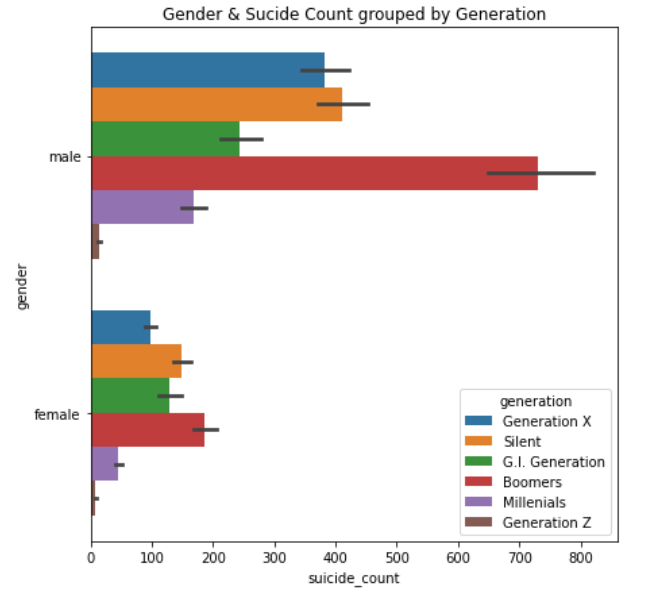 Gender & Sucide Count grouped by Generation
male
gender
female
generation
Generation X
Silent
G.I. Generation
Boomers
Millenials
Generation Z
0 100 200 300 400 500 600 700 800
suicide_count